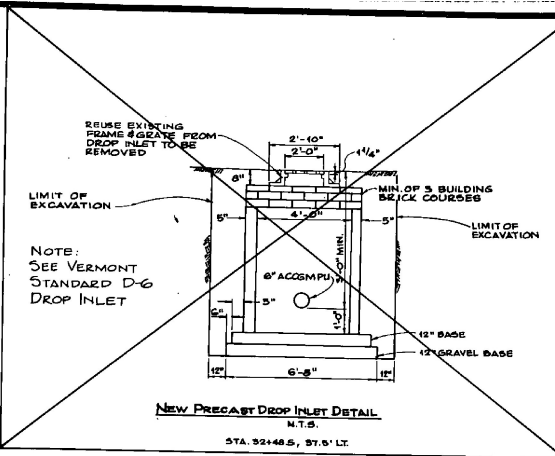 REUSE EXISTING
FRAME & GRATE FROM
DROP INLET TO BE
REMOVED
2'-10"
2'-0"
1 1/4"
8"
MIN. OF 3 BUILDING
BRICK COURSES
LIMIT OF
EXCAVATION
5"
4'-0"
5"
LIMIT OF
EXCAVATION
NOTE:
SEE VERMONT
STANDARD D-6
DROP INLET
6" ACCGMPU
MIN.
5"
6"
1'-0"
12" BASE
12" GRAVEL BASE
12"
6'-8"
12"
NEW PRECAST DROP INLET DETAIL
N.T.S.
STA. 32+48.5, 37.5' LT.